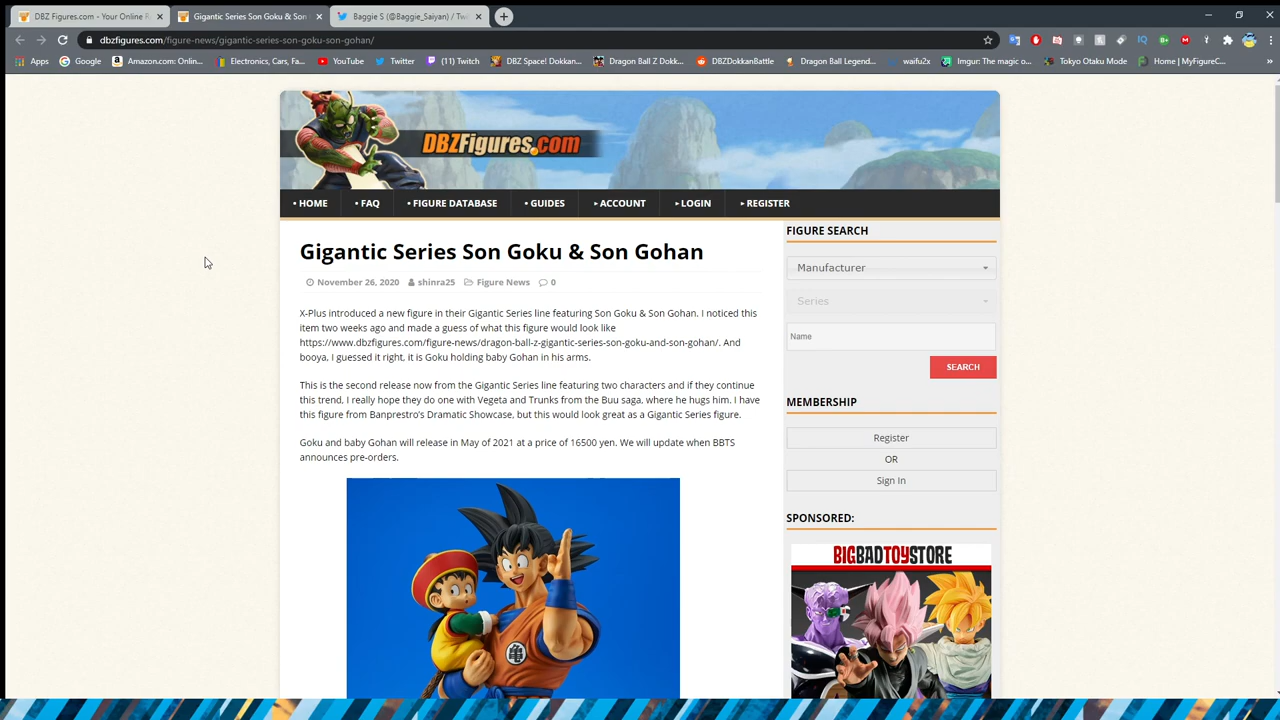 DBZ Figures.com - Your Online
Gigantic Series Son Goku & Son
Baggie S (@Baggie_Saiyan) / Twi
dbzfigures.com/figure-news/gigantic-series-son-goku-son-gohan/
Apps
Google
Amazon.com: Onlin...
Electronics, Cars, Fa...
YouTube
Twitter
(11) Twitch
DBZ Space! Dokkan...
Dragon Ball Z Dokk...
DBZDokkanBattle
Dragon Ball Legend...
waifu2x
Imgur: The magic o...
Tokyo Otaku Mode
Home | MyFigureC...
DBZFigures.com
• HOME
• FAQ
• FIGURE DATABASE
• GUIDES
▸ ACCOUNT
▸ LOGIN
▸ REGISTER
Gigantic Series Son Goku & Son Gohan
November 26, 2020 shinra25 Figure News 0
X-Plus introduced a new figure in their Gigantic Series line featuring Son Goku & Son Gohan. I noticed this
item two weeks ago and made a guess of what this figure would look like
https://www.dbzfigures.com/figure-news/dragon-ball-z-gigantic-series-son-goku-and-son-gohan/. And
booya, I guessed it right, it is Goku holding baby Gohan in his arms.
This is the second release now from the Gigantic Series line featuring two characters and if they continue
this trend, I really hope they do one with Vegeta and Trunks from the Buu saga, where he hugs him. I have
this figure from Banprestro's Dramatic Showcase, but this would look great as a Gigantic Series figure.
Goku and baby Gohan will release in May of 2021 at a price of 16500 yen. We will update when BBTS
announces pre-orders.
FIGURE SEARCH
Manufacturer
Series
Name
SEARCH
MEMBERSHIP
Register
OR
Sign In
SPONSORED:
BIGBADTOYSTORE